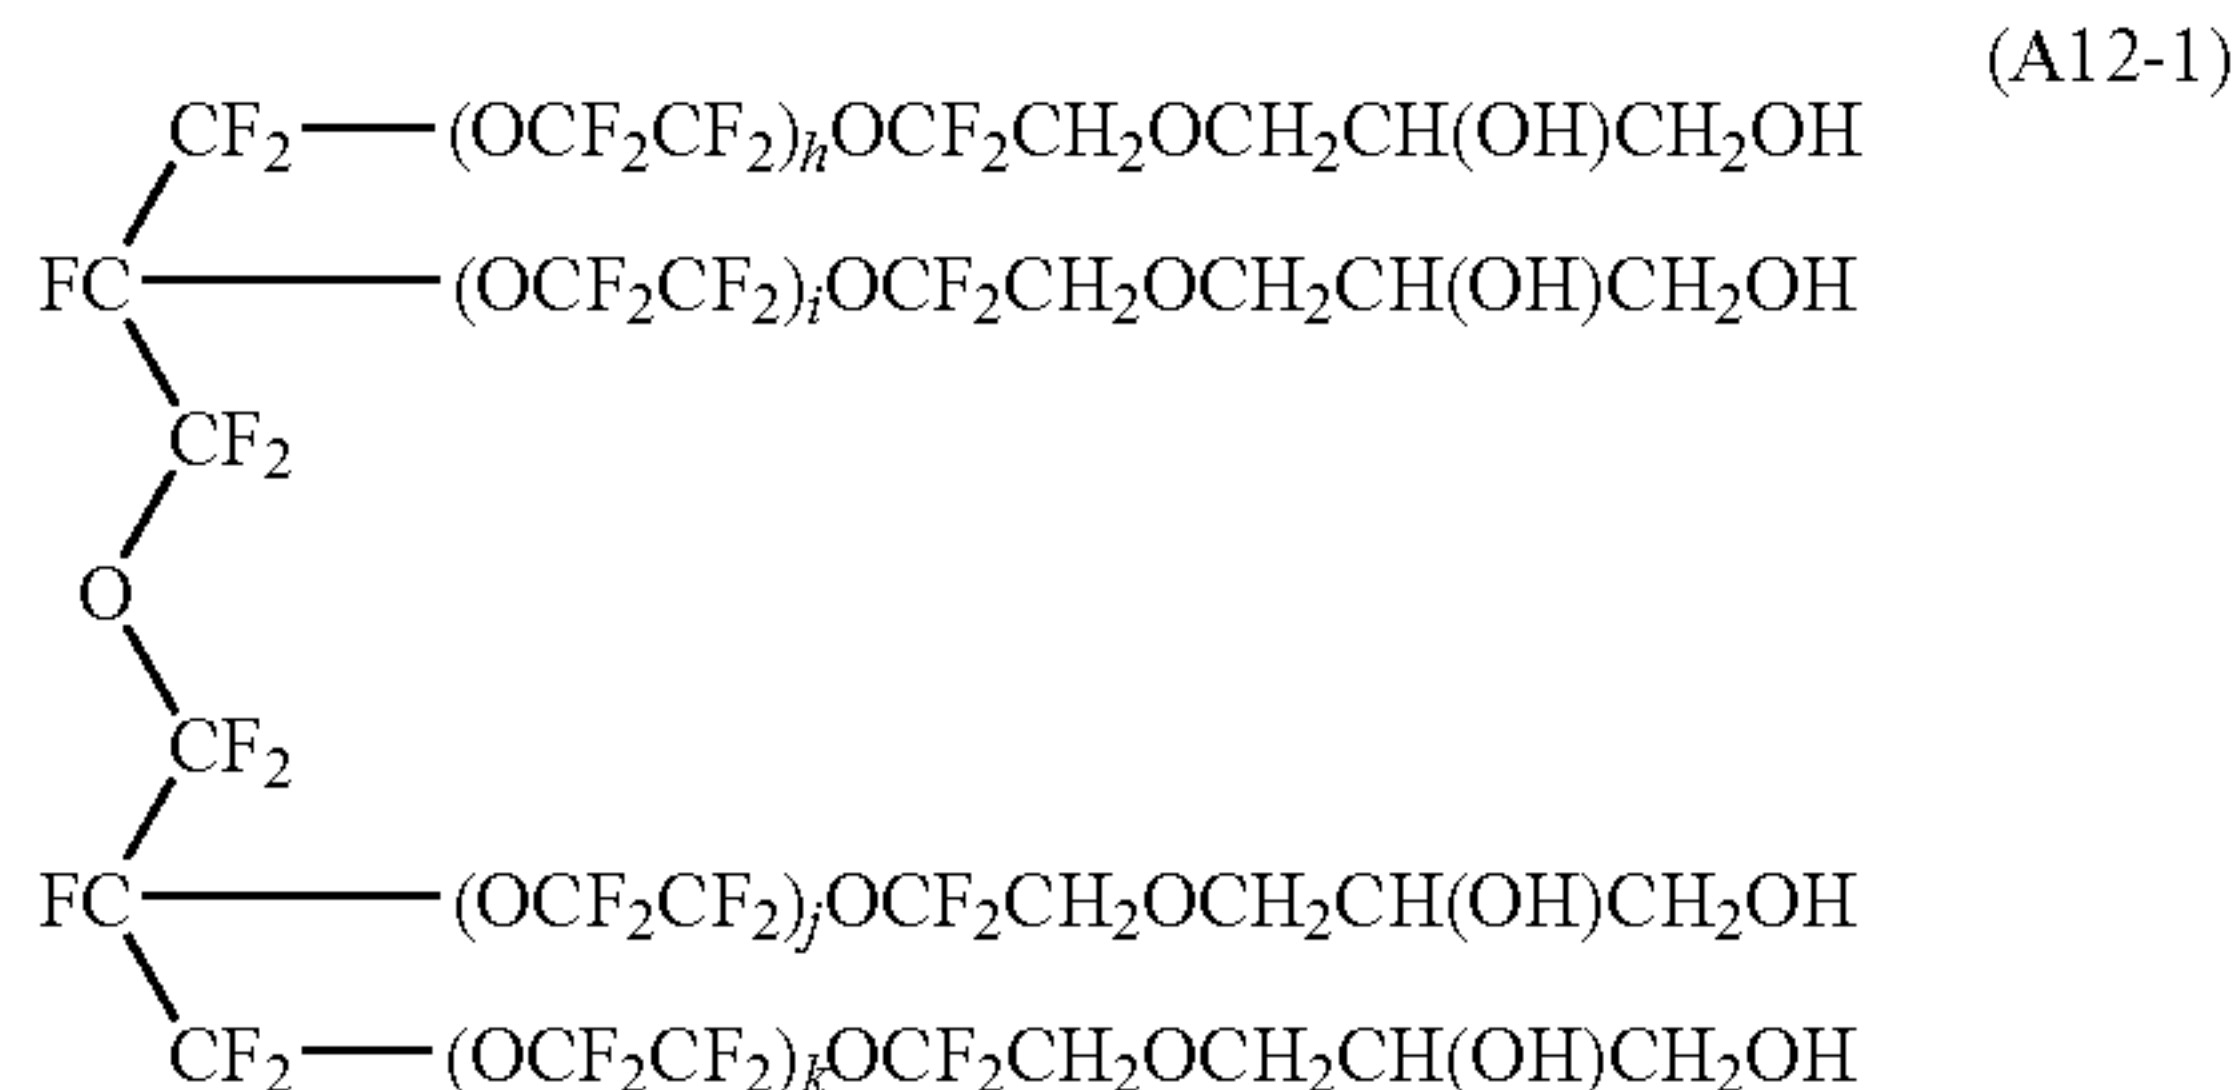 (A12-1)
CF₂—(OCF₂CF₂)ₕOCF₂CH₂OCH₂CH(OH)CH₂OH
FC—(OCF₂CF₂)ᵢOCF₂CH₂OCH₂CH(OH)CH₂OH
CF₂
O
CF₂
FC—(OCF₂CF₂)ⱼOCF₂CH₂OCH₂CH(OH)CH₂OH
CF₂—(OCF₂CF₂)ₖOCF₂CH₂OCH₂CH(OH)CH₂OH